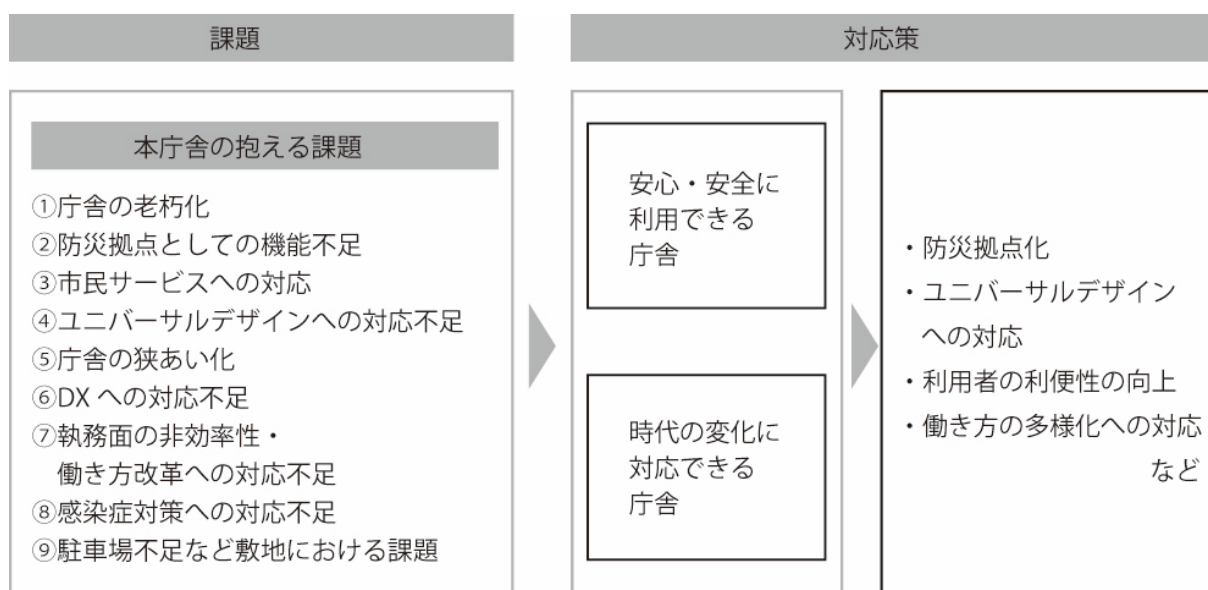 課題
対応策
本庁舎の抱える課題
①庁舎の老朽化
②防災拠点としての機能不足
③市民サービスへの対応
④ユニバーサルデザインへの対応不足
⑤庁舎の狭あい化
⑥DX への対応不足
⑦執務面の非効率性・
働き方改革への対応不足
⑧感染症対策への対応不足
⑨駐車場不足など敷地における課題
安心・安全に
利用できる
庁舎
時代の変化に
対応できる
庁舎
・防災拠点化
・ユニバーサルデザイン
への対応
・利用者の利便性の向上
・働き方の多様化への対応
など